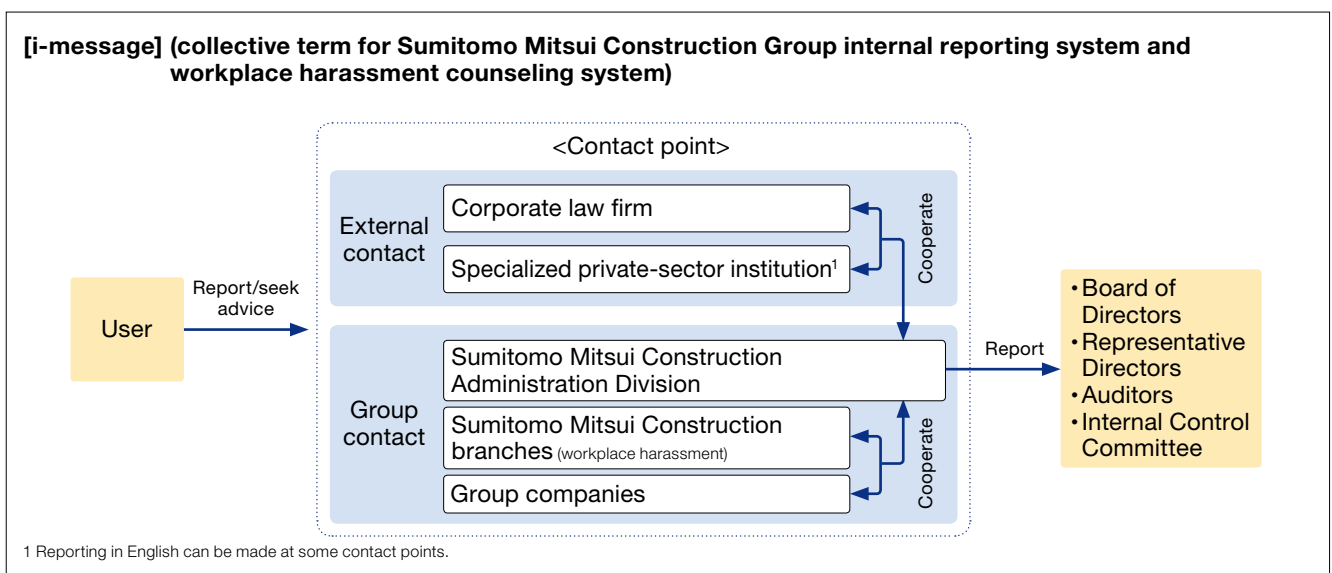 [i-message] (collective term for Sumitomo Mitsui Construction Group internal reporting system and
workplace harassment counseling system)
<Contact point>
External
contact
Corporate law firm
Specialized private-sector institution1
Cooperate
User
Report/seek
advice
Group
contact
Sumitomo Mitsui Construction
Administration Division
Sumitomo Mitsui Construction
branches (workplace harassment)
Group companies
Cooperate
Report
・Board of
Directors
・Representative
Directors
・Auditors
・Internal Control
Committee
1 Reporting in English can be made at some contact points.